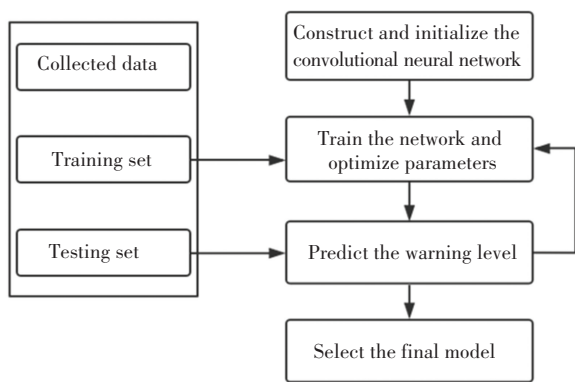 Collected data
Training set
Testing set
Construct and initialize the
convolutional neural network
Train the network and
optimize parameters
Predict the warning level
Select the final model